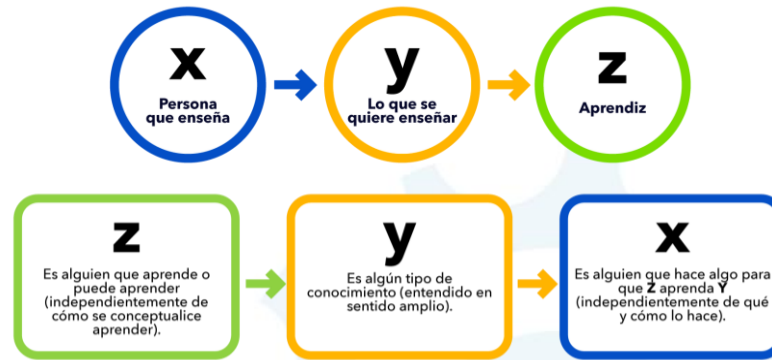 x
Persona
que enseña
y
Lo que se
quiere enseñar
z
Aprendiz
z
Es alguien que aprende o
puede aprender
(independientemente de
cómo se conceptualice
aprender).
y
Es algún tipo de
conocimiento (entendido en
sentido amplio).
x
Es alguien que hace algo para
que Z aprenda Y
(independientemente de qué
y cómo lo hace).